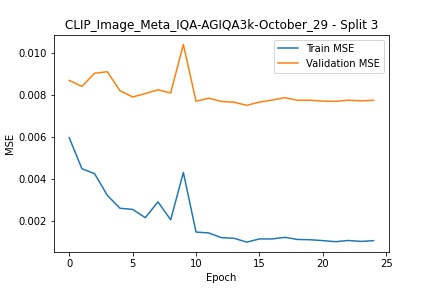 CLIP_Image_Meta_IQA-AGIQA3k-October_29 - Split 3
Train MSE
Validation MSE
MSE
0.010
0.008
0.006
0.004
0.002
0 5 10 15 20 25
Epoch